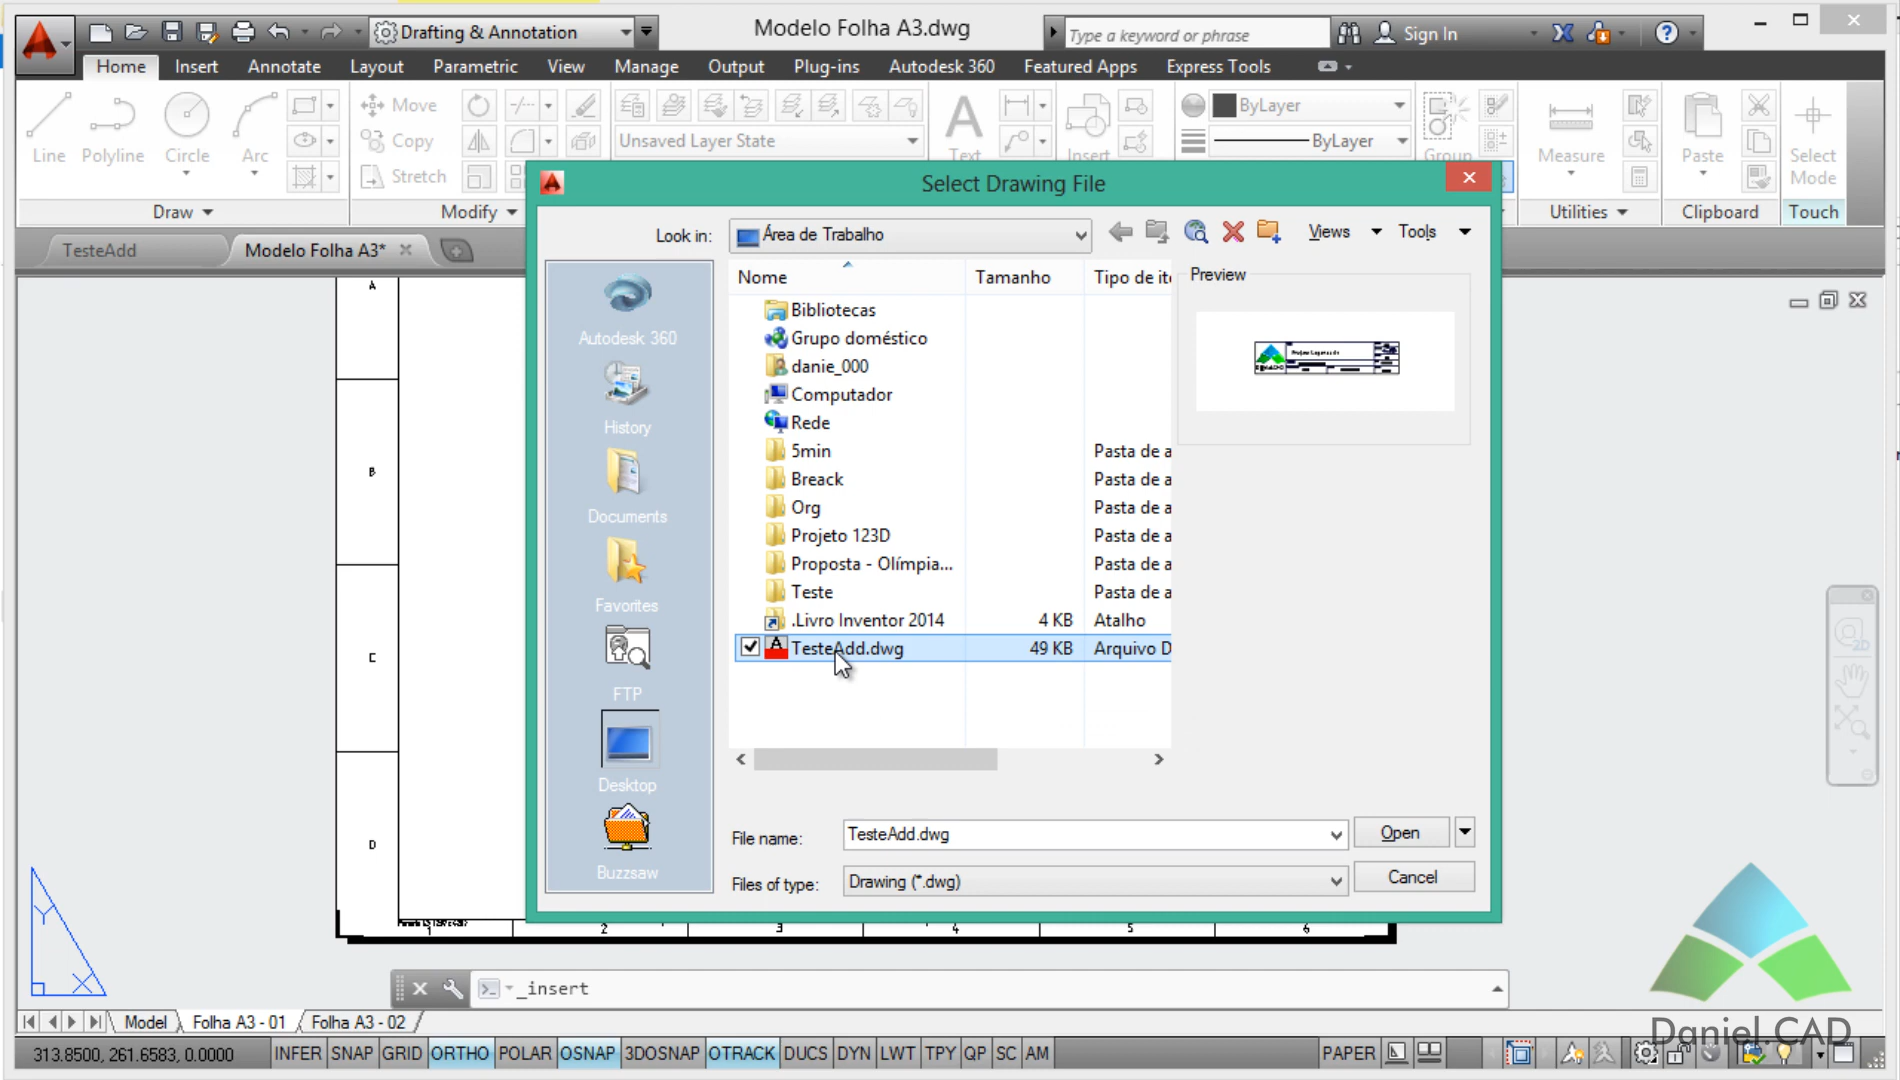 Drafting & Annotation
Modelo Folha A3.dwg
Type a keyword or phrase
Sign In
Home Insert Annotate Layout Parametric View Manage Output Plug-ins Autodesk 360 Featured Apps Express Tools
Line Polyline Circle Arc
Move
Copy
Stretch
Unsaved Layer State
Text
Insert
ByLayer
ByLayer
Group
Measure
Paste
Select
Mode
Draw Modify Utilities Clipboard Touch
TesteAdd Modelo Folha A3*
Select Drawing File
Look in: Área de Trabalho
Views Tools
Nome Tamanho Tipo de ite
Preview
Bibliotecas
Grupo doméstico
danie_000
Computador
Rede
5min Pasta de a
Breack Pasta de a
Org Pasta de a
Projeto 123D Pasta de a
Proposta - Olímpia... Pasta de a
Teste Pasta de a
.Livro Inventor 2014 4 KB Atalho
TesteAdd.dwg 49 KB Arquivo D
Autodesk 360
History
Documents
Favorites
FTP
Desktop
Buzzsaw
File name: TesteAdd.dwg Open
Files of type: Drawing (*.dwg) Cancel
A
B
C
D
1 2 3 4 5 6
2D
Y
X
_insert
Model Folha A3 - 01 Folha A3 - 02
Daniel.CAD
313.8500, 261.6583, 0.0000 INFER SNAP GRID ORTHO POLAR OSNAP 3DOSNAP OTRACK DUCS DYN LWT TPY QP SC AM PAPER